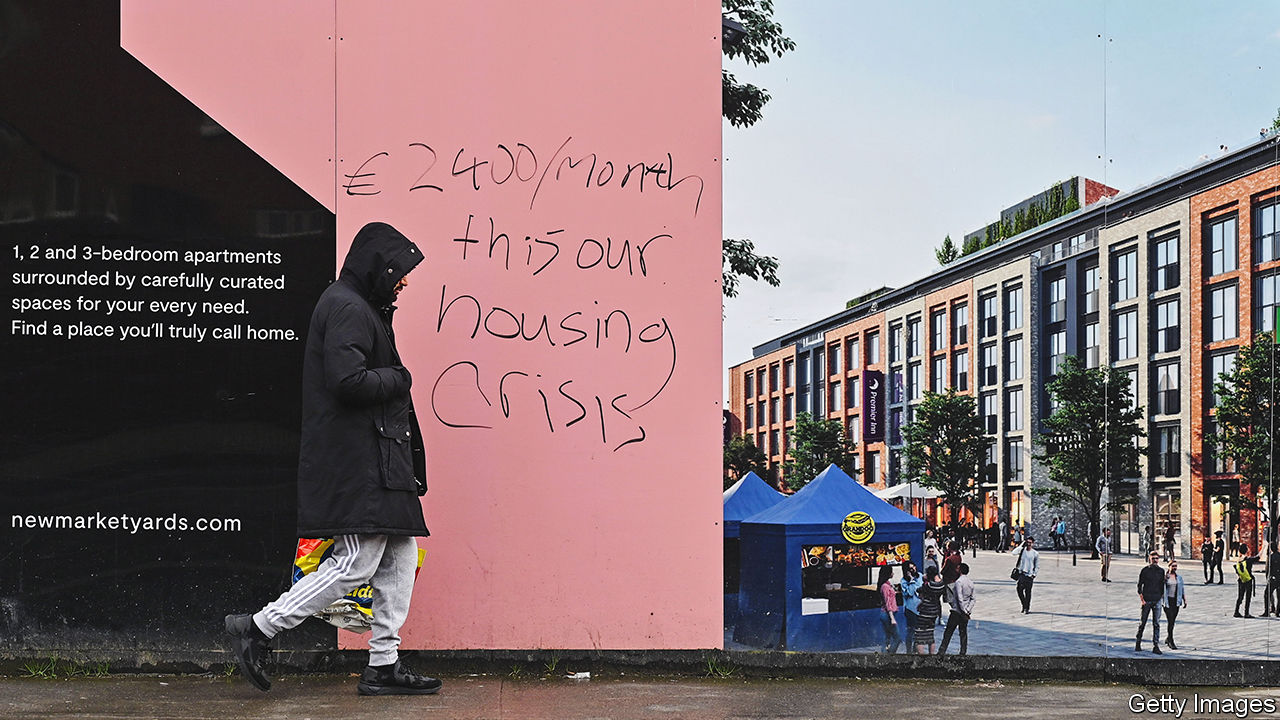 1, 2 and 3-bedroom apartments
surrounded by carefully curated
spaces for your every need.
Find a place you'll truly call home.
newmarketyards.com
€2400/month
this our
housing
Crisis
Premier Inn
Getty Images